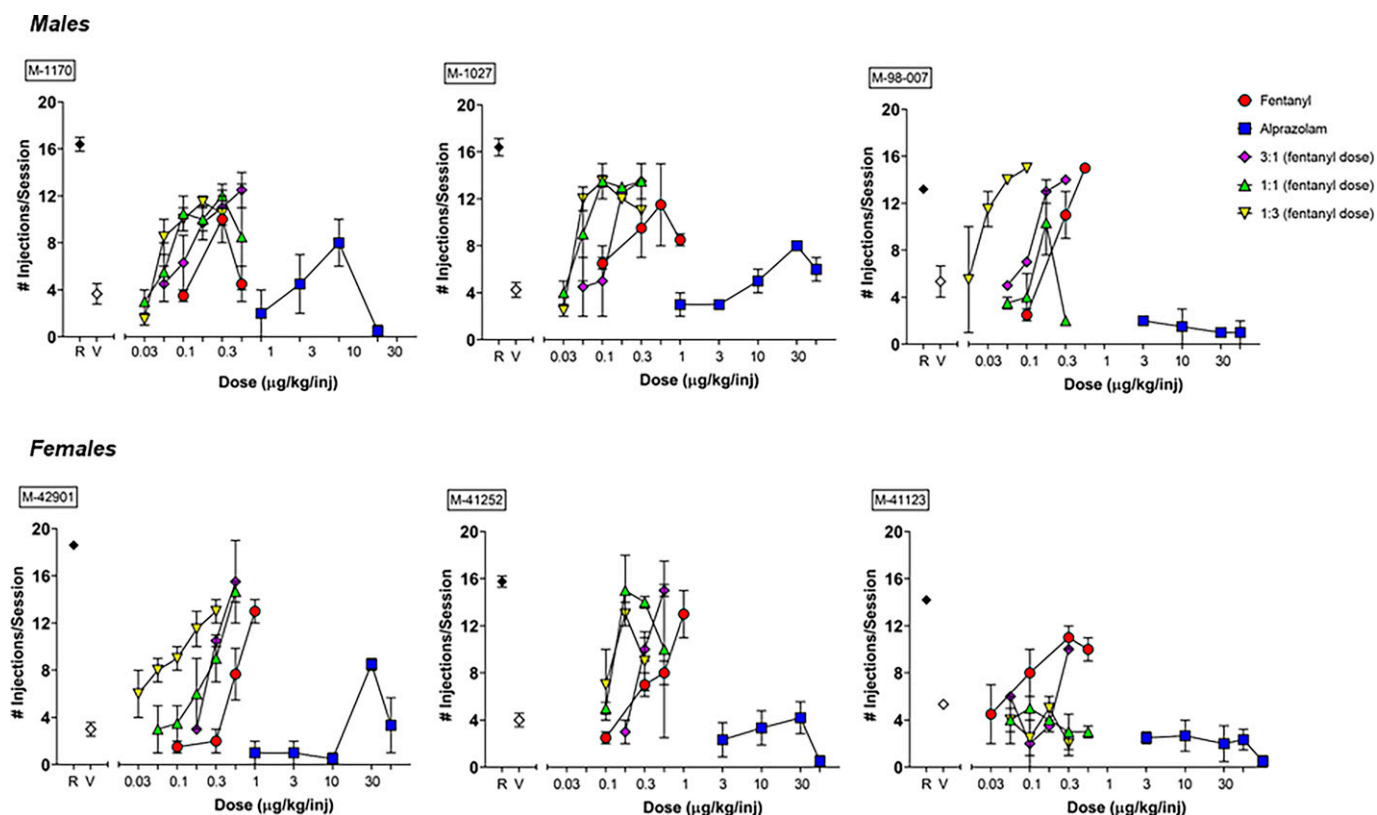 Males
M-1170
M-1027
M-98-007
20
16
12
8
4
0
# Injections/Session
R V
0.03 0.1 0.3 1 3 10 30
Dose (µg/kg/inj)
20
16
12
8
4
0
# Injections/Session
R V
0.03 0.1 0.3 1 3 10 30
Dose (µg/kg/inj)
20
16
12
8
4
0
# Injections/Session
R V
0.03 0.1 0.3 1 3 10 30
Dose (µg/kg/inj)
Fentanyl
Alprazolam
3:1 (fentanyl dose)
1:1 (fentanyl dose)
1:3 (fentanyl dose)
Females
M-42901
M-41252
M-41123
20
16
12
8
4
0
# Injections/Session
R V
0.03 0.1 0.3 1 3 10 30
Dose (µg/kg/inj)
20
16
12
8
4
0
# Injections/Session
R V
0.03 0.1 0.3 1 3 10 30
Dose (µg/kg/inj)
20
16
12
8
4
0
# Injections/Session
R V
0.03 0.1 0.3 1 3 10 30
Dose (µg/kg/inj)